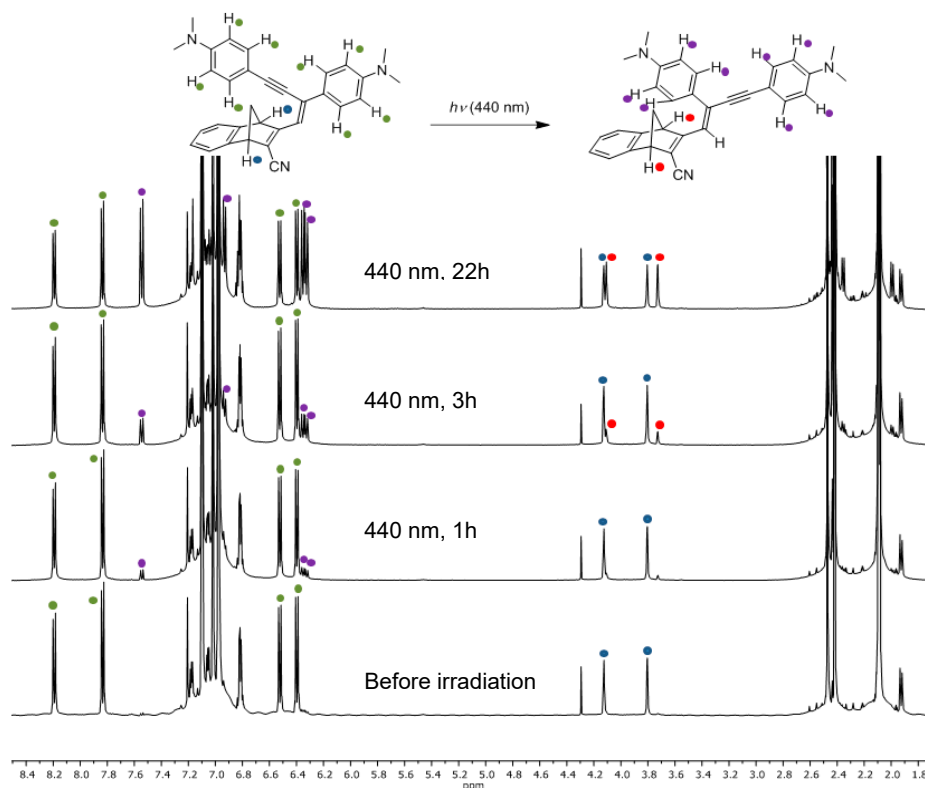 H H
H H
N N
H H
H H
H
H
CN
hv (440 nm)
H H
H H
N N
H H
H H
H
H
H
CN
440 nm, 22h
440 nm, 3h
440 nm, 1h
Before irradiation
8.4 8.2 8.0 7.8 7.6 7.4 7.2 7.0 6.8 6.6 6.4 6.2 6.0 5.8 5.6 5.4 5.2 5.0 4.8 4.6 4.4 4.2 4.0 3.8 3.6 3.4 3.2 3.0 2.8 2.6 2.4 2.2 2.0 1.8
ppm